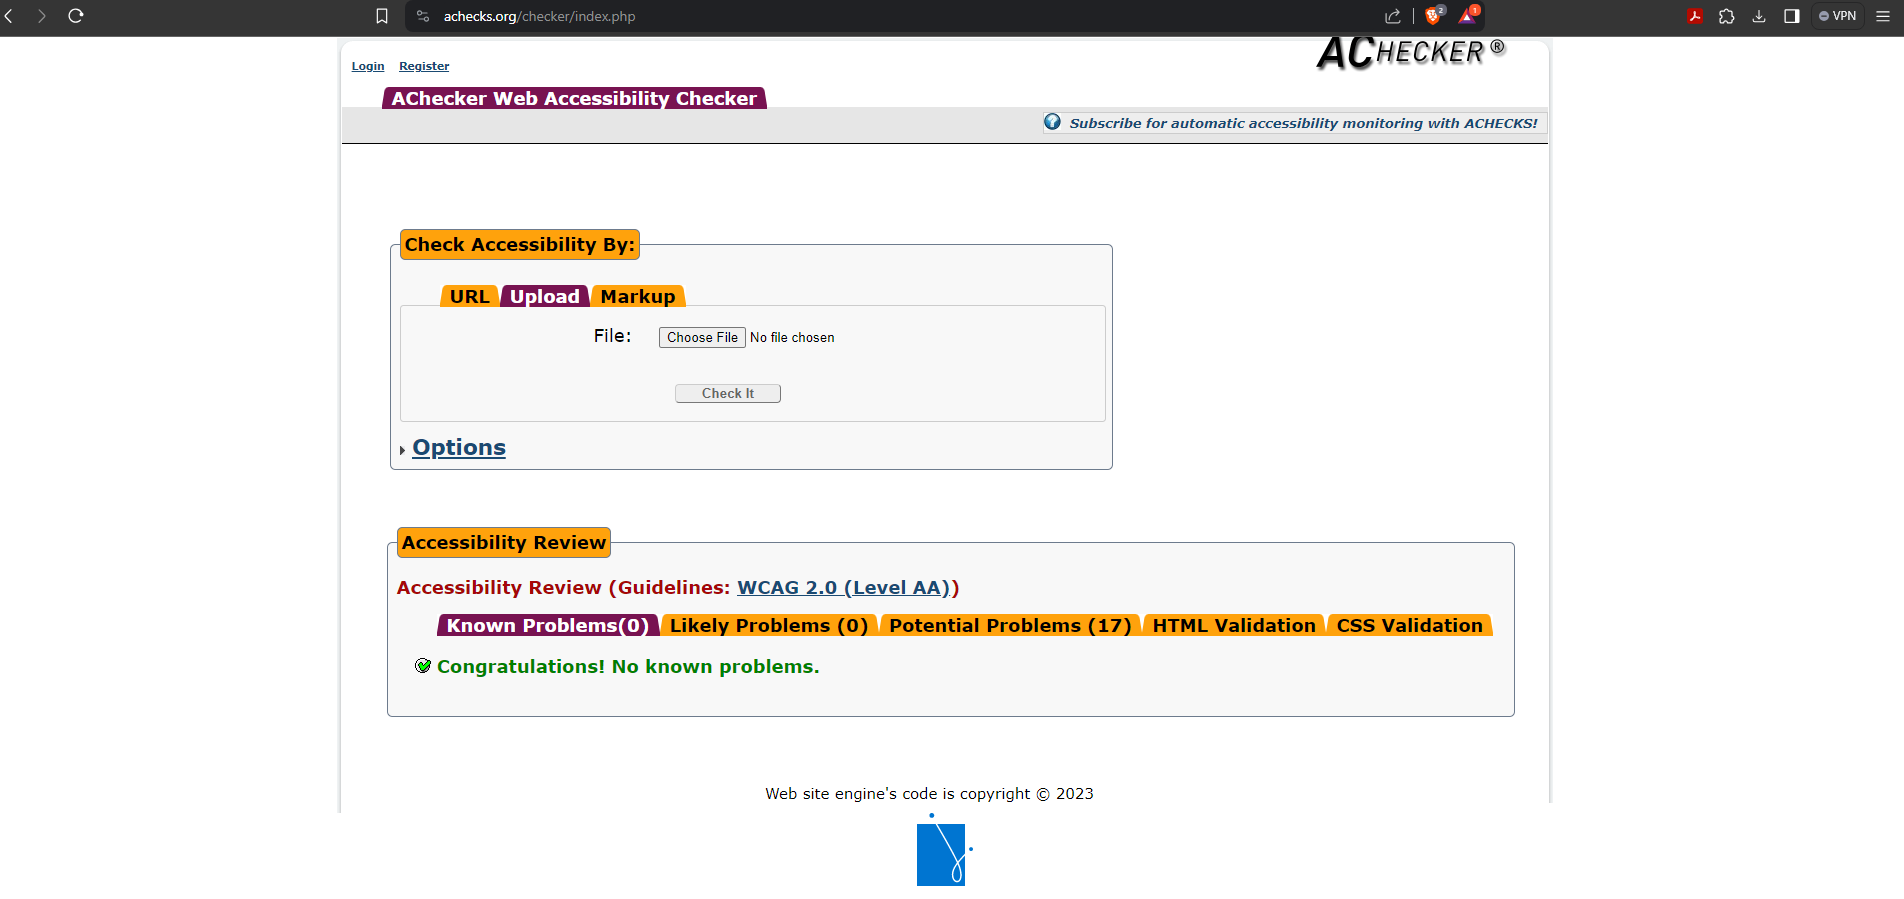 achecks.org/checker/index.php
2
1
VPN
ACHECKER ®
Login Register
AChecker Web Accessibility Checker
? Subscribe for automatic accessibility monitoring with ACHECKS!
Check Accessibility By:
URL Upload Markup
File: Choose File No file chosen
Check It
Options
Accessibility Review
Accessibility Review (Guidelines: WCAG 2.0 (Level AA))
Known Problems(0) Likely Problems (0) Potential Problems (17) HTML Validation CSS Validation
Congratulations! No known problems.
Web site engine's code is copyright © 2023